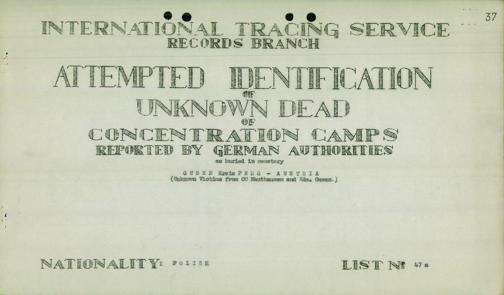 37
INTERNATIONAL TRACING SERVICE
RECORDS BRANCH
ATTEMPTED IDENTIFICATION
OF
UNKNOWN DEAD
OF
CONCENTRATION CAMPS
REPORTED BY GERMAN AUTHORITIES
as buried in cemetery
GUSEN Kreis PERG - AUSTRIA
(Unknown Victims from CC Mauthausen and Kdo. Gusen.)
NATIONALITY: POLISH
LIST Nº 47a